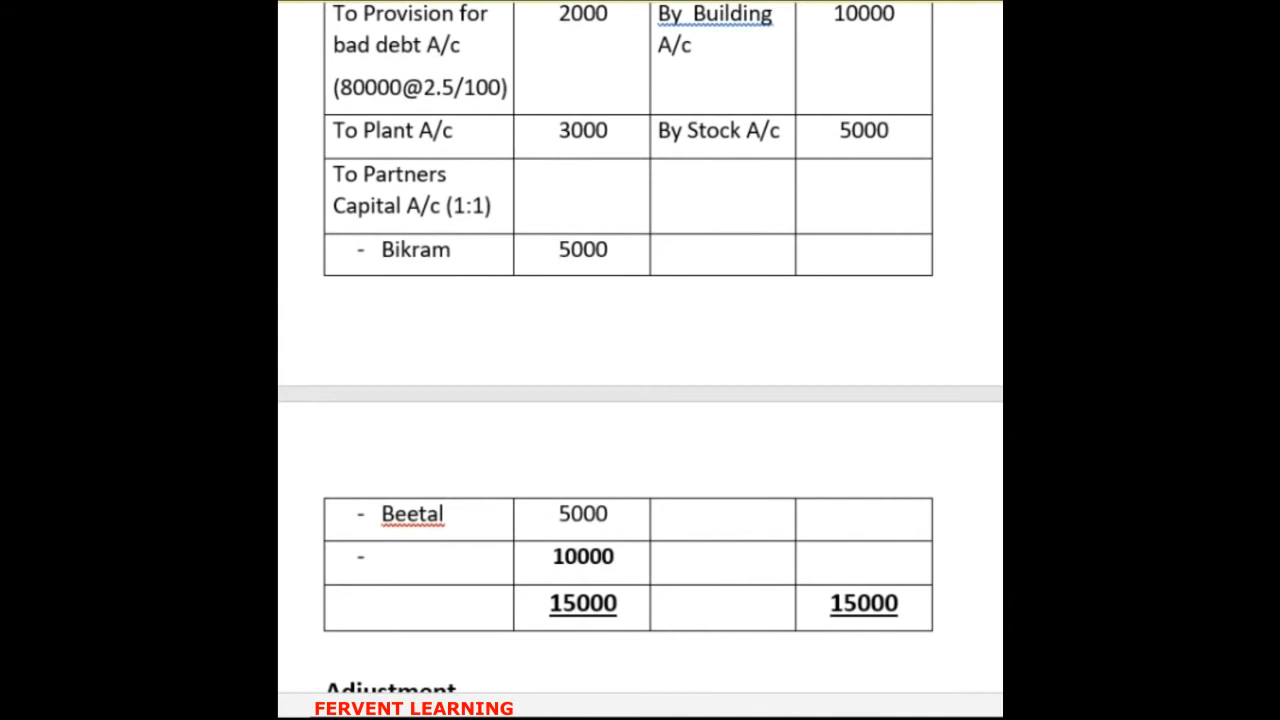 To Provision for 2000 By Building 10000
bad debt A/c A/c
(80000@2.5/100)
To Plant A/c 3000 By Stock A/c 5000
To Partners
Capital A/c (1:1)
- Bikram 5000
- Beetal 5000
- 10000
15000 15000
Adjustment
FERVENT LEARNING